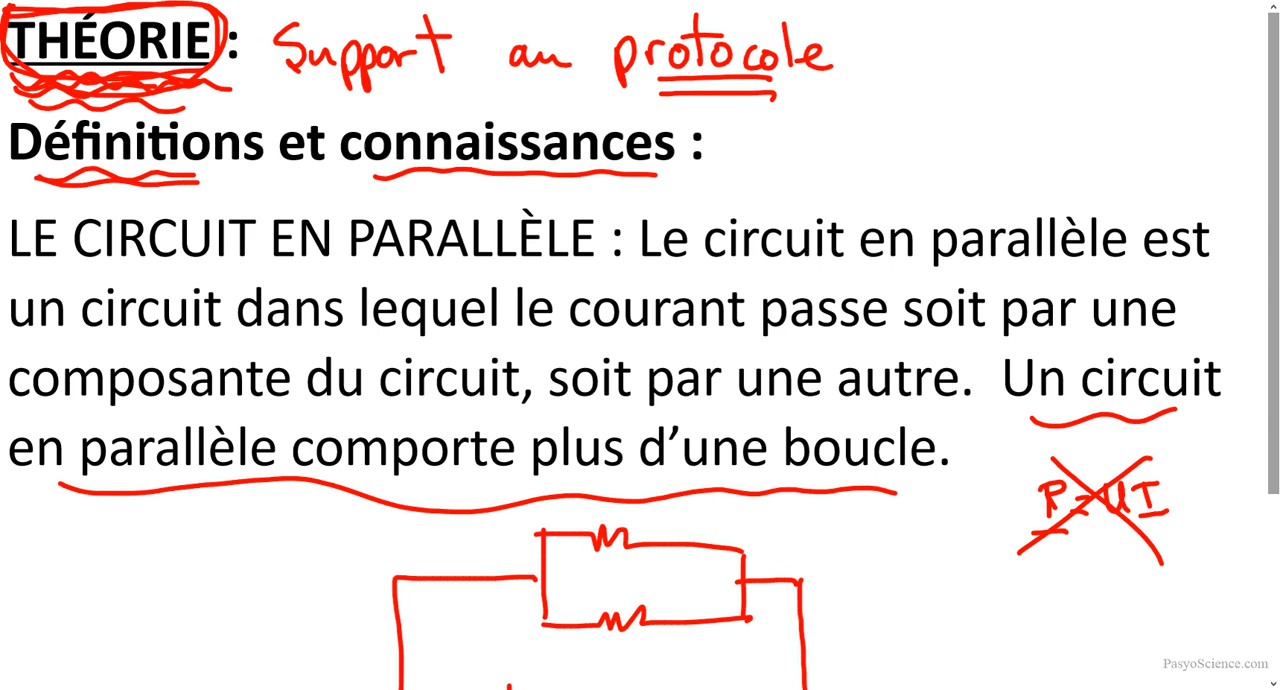 THÉORIE : Support au protocole
Définitions et connaissances :
LE CIRCUIT EN PARALLÈLE : Le circuit en parallèle est
un circuit dans lequel le courant passe soit par une
composante du circuit, soit par une autre. Un circuit
en parallèle comporte plus d’une boucle.
P=UI
PasyoScience.com